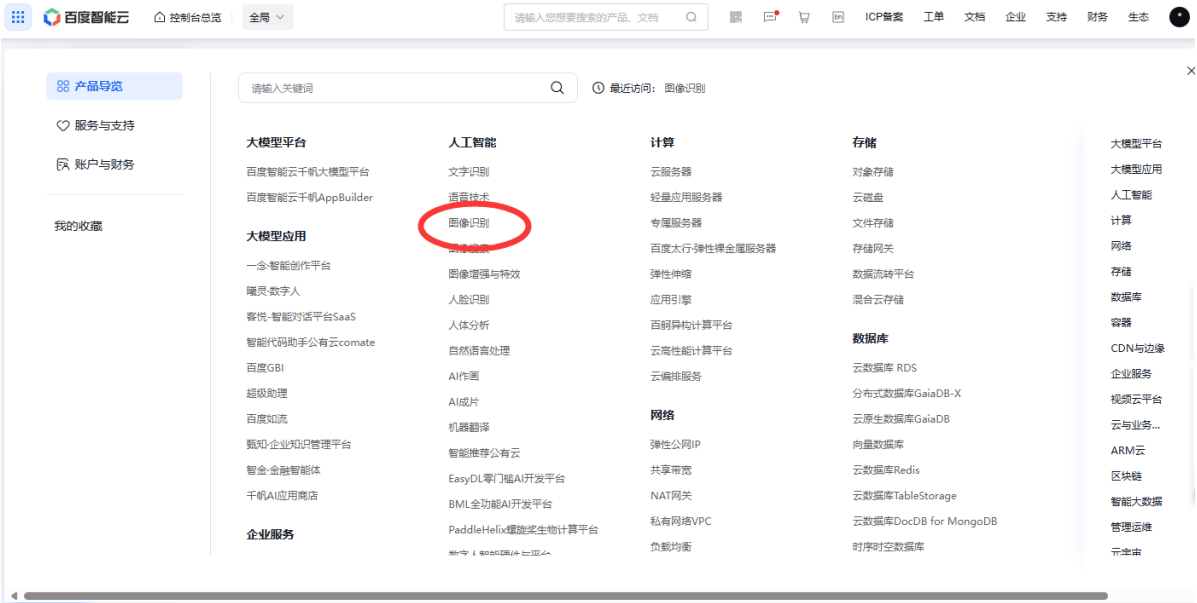 百度智能云
控制台总览
全局
请输入您想要搜索的产品、文档
ICP备案
工单
文档
企业
支持
财务
生态
产品导览
服务与支持
账户与财务
我的收藏
请输入关键词
最近访问： 图像识别
大模型平台
百度智能云千帆大模型平台
百度智能云千帆AppBuilder
大模型应用
一念·智能创作平台
曦灵·数字人
客悦-智能对话平台SaaS
智能代码助手公有云comate
百度GBI
超级助理
百度如流
甄知·企业知识管理平台
智金·金融智能体
千帆AI应用商店
企业服务
人工智能
文字识别
语音技术
图像识别
图像搜索
图像增强与特效
人脸识别
人体分析
自然语言处理
AI作画
AI成片
机器翻译
智能推荐公有云
EasyDL零门槛AI开发平台
BML全功能AI开发平台
PaddleHelix螺旋桨生物计算平台
数字人智能硬件与平台
计算
云服务器
轻量应用服务器
专属服务器
百度太行·弹性裸金属服务器
弹性伸缩
应用引擎
百舸异构计算平台
云高性能计算平台
云编排服务
网络
弹性公网IP
共享带宽
NAT网关
私有网络VPC
负载均衡
存储
对象存储
云磁盘
文件存储
存储网关
数据流转平台
混合云存储
数据库
云数据库 RDS
分布式数据库GaiaDB-X
云原生数据库GaiaDB
向量数据库
云数据库Redis
云数据库TableStorage
云数据库DocDB for MongoDB
时序时空数据库
大模型平台
大模型应用
人工智能
计算
网络
存储
数据库
容器
CDN与边缘
企业服务
视频云平台
云与业务...
ARM云
区块链
智能大数据
管理运维
元宇宙